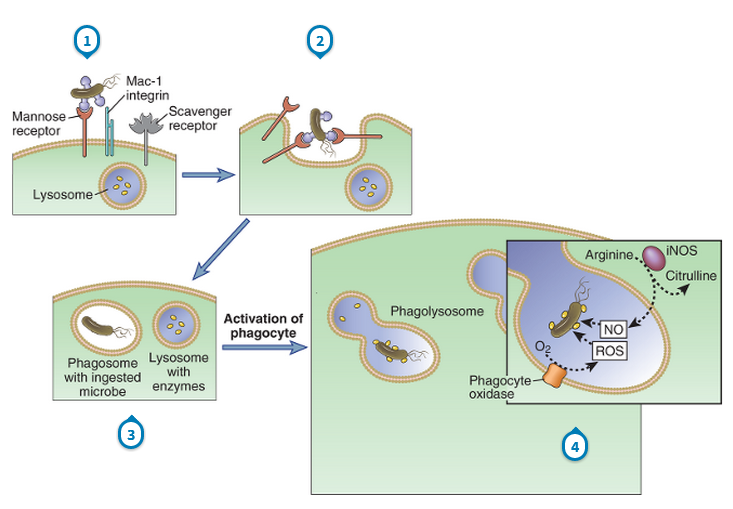 1
2
Mac-1
integrin
Mannose
receptor
Scavenger
receptor
Lysosome
Arginine
iNOS
Citrulline
Activation of
phagocyte
Phagolysosome
NO
ROS
O2
Phagosome
with ingested
microbe
Lysosome
with
enzymes
Phagocyte
oxidase
3
4